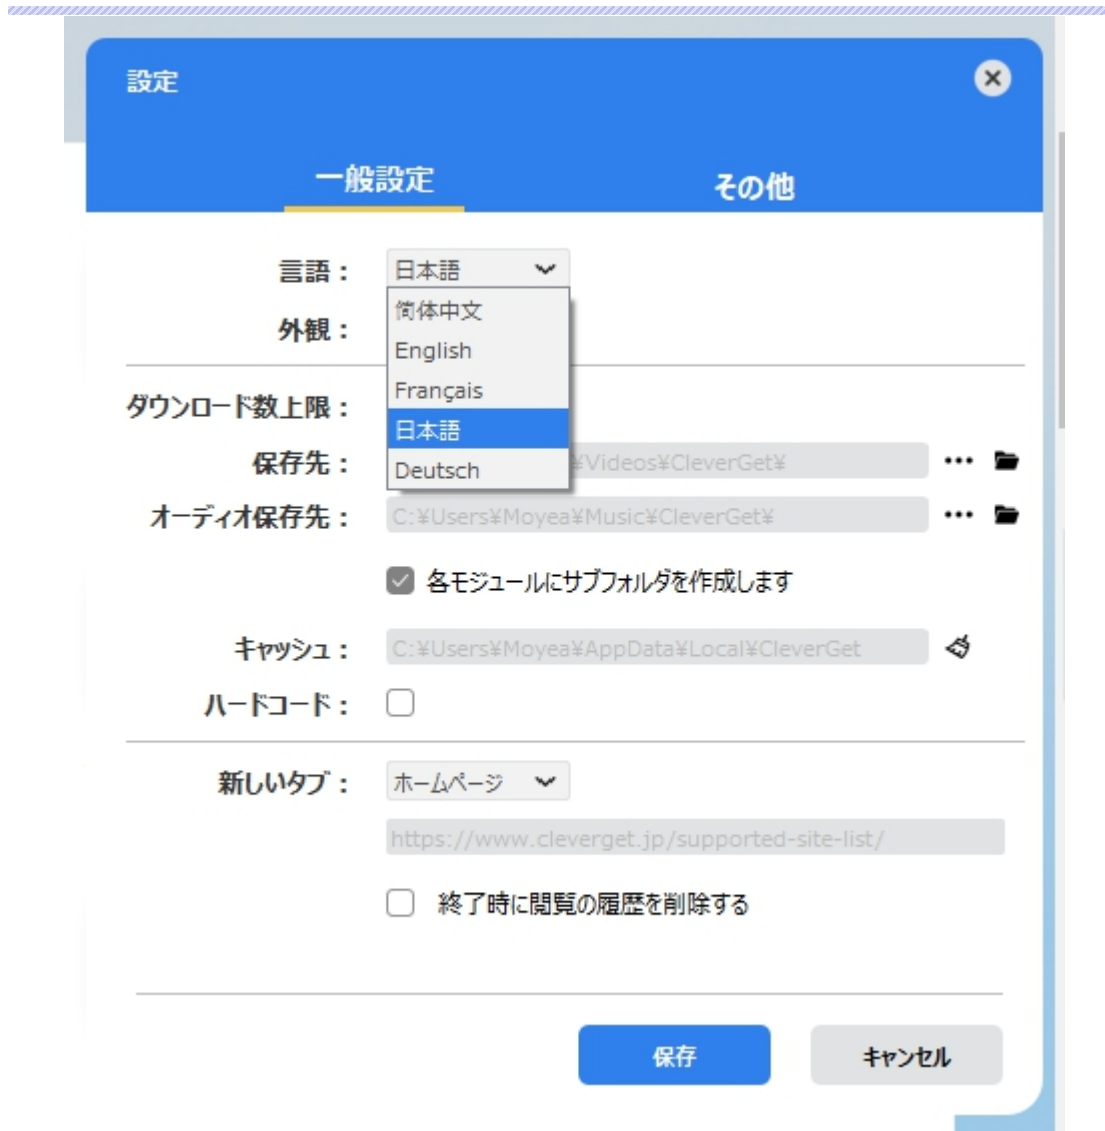 設定
一般設定 その他
言語： 日本語
简体中文
外観：
English
Français
ダウンロード数上限：
日本語
保存先： ¥Videos¥CleverGet¥
Deutsch
オーディオ保存先： C:¥Users¥Moyea¥Music¥CleverGet¥
各モジュールにサブフォルダを作成します
キャッシュ： C:¥Users¥Moyea¥AppData¥Local¥CleverGet
ハードコード：
新しいタブ： ホームページ
https://www.cleverget.jp/supported-site-list/
終了時に閲覧の履歴を削除する
保存 キャンセル